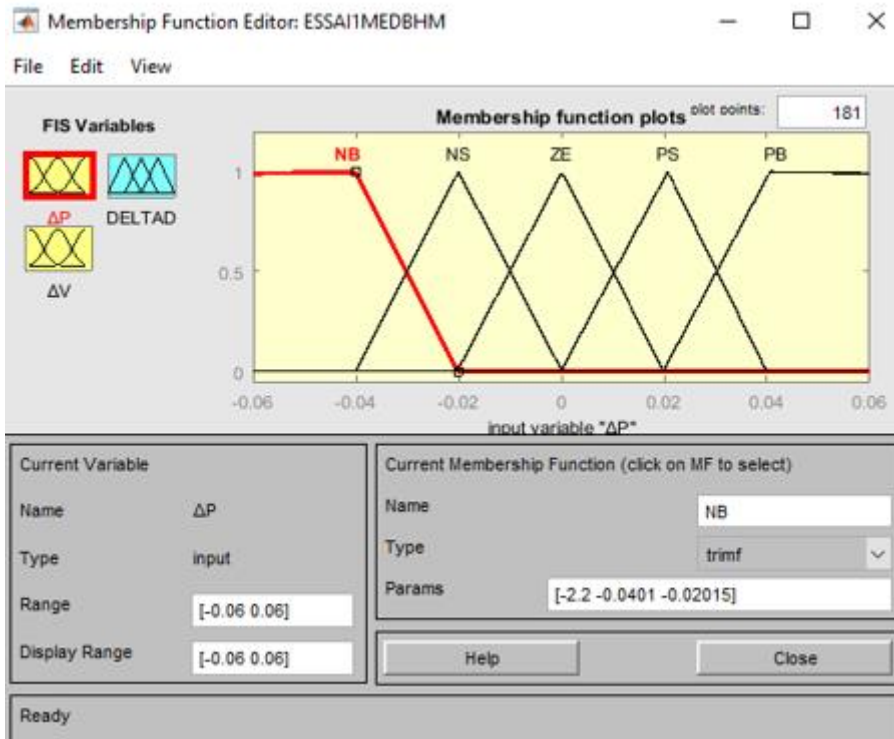 Membership Function Editor: ESSAI1MEDBHM
File Edit View
FIS Variables
ΔP
DELTAD
ΔV
Membership function plots
plot points:
181
NB NS ZE PS PB
1
0.5
0
-0.06 -0.04 -0.02 0 0.02 0.04 0.06
input variable "ΔP"
Current Variable
Name ΔP
Type input
Range [-0.06 0.06]
Display Range [-0.06 0.06]
Current Membership Function (click on MF to select)
Name NB
Type trimf
Params [-2.2 -0.0401 -0.02015]
Help Close
Ready